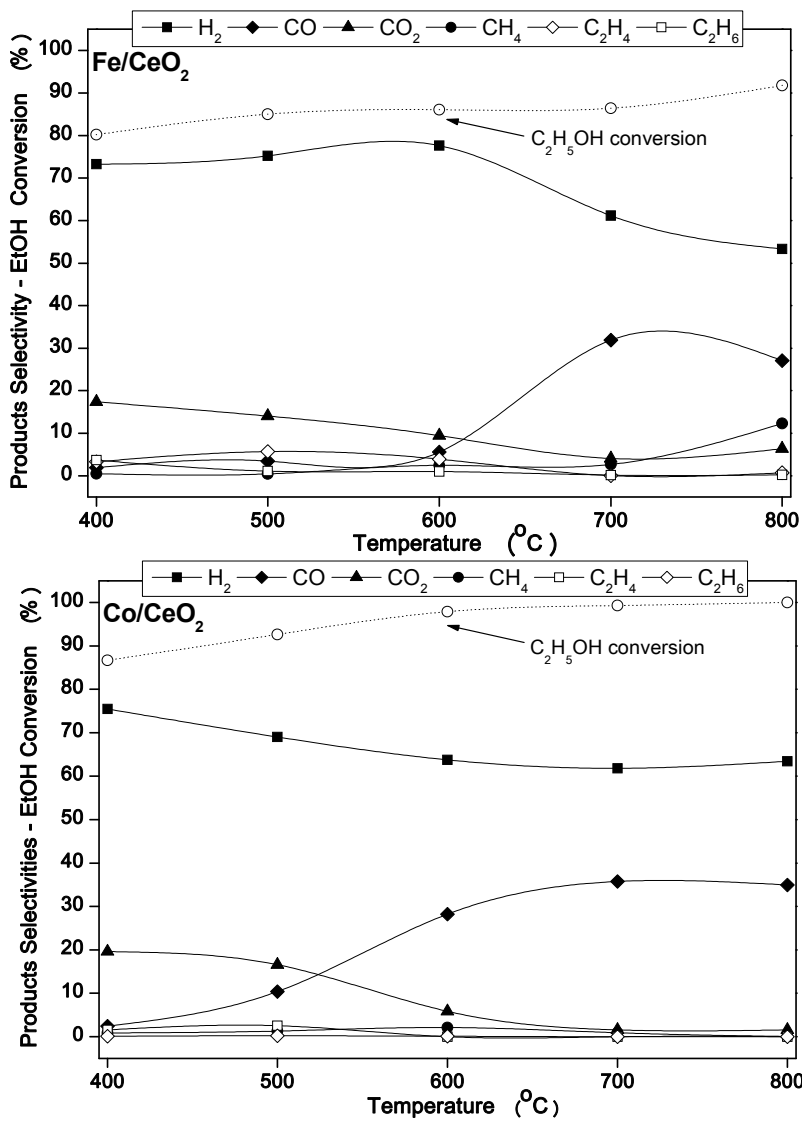 H2 CO CO2 CH4 C2H4 C2H6
100
Fe/CeO2
90
C2H5OH conversion
80
70
60
50
40
30
20
10
0
Products Selectivity - EtOH Conversion (%)
400 500 600 700 800
Temperature (oC)
H2 CO CO2 CH4 C2H4 C2H6
100
Co/CeO2
90
C2H5OH conversion
80
70
60
50
40
30
20
10
0
Products Selectivities - EtOH Conversion (%)
400 500 600 700 800
Temperature (oC)